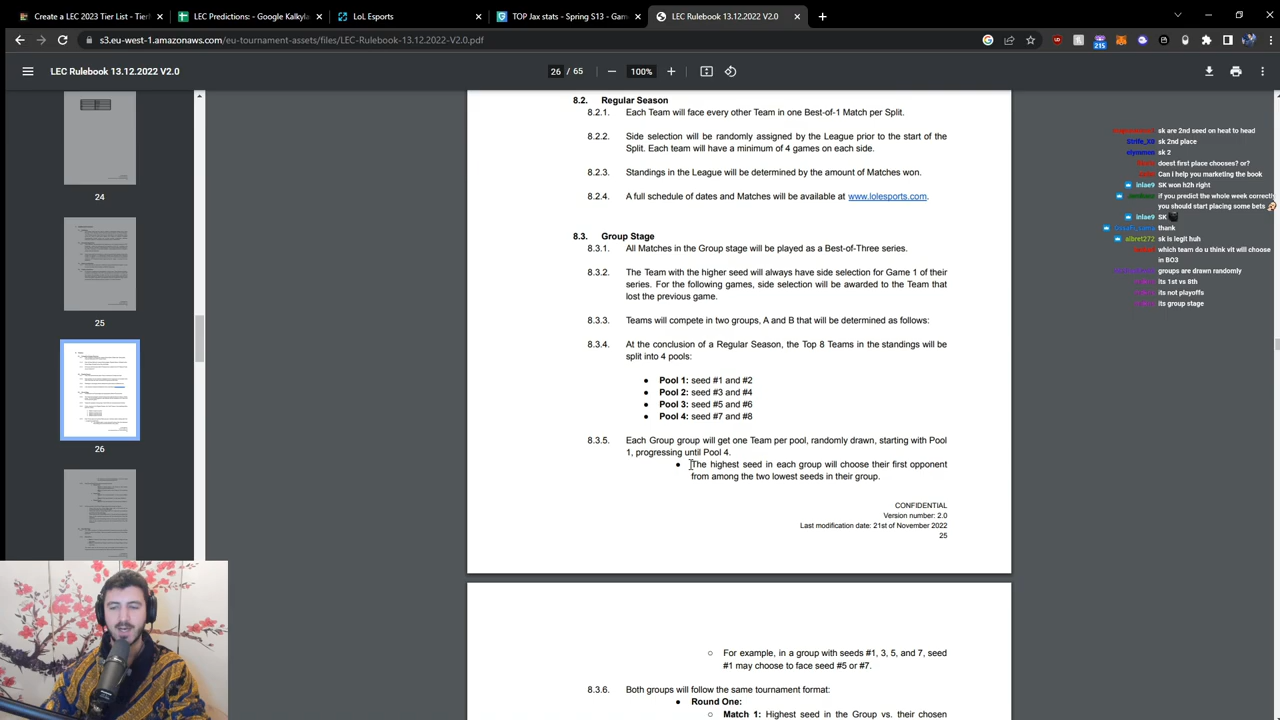 Create a LEC 2023 Tier List - Tierl
LEC Predictions: - Google Kalkyla
LoL Esports
TOP Jax stats - Spring S13 - Gam
LEC Rulebook 13.12.2022 V2.0
s3.eu-west-1.amazonaws.com/eu-tournament-assets/files/LEC-Rulebook-13.12.2022-V2.0.pdf
215
LEC Rulebook 13.12.2022 V2.0
26 / 65
100%
24
25
26
8.2. Regular Season
8.2.1. Each Team will face every other Team in one Best-of-1 Match per Split.
8.2.2. Side selection will be randomly assigned by the League prior to the start of the
Split. Each team will have a minimum of 4 games on each side.
8.2.3. Standings in the League will be determined by the amount of Matches won.
8.2.4. A full schedule of dates and Matches will be available at www.lolesports.com.
8.3. Group Stage
8.3.1. All Matches in the Group stage will be played as a Best-of-Three series.
8.3.2. The Team with the higher seed will always have side selection for Game 1 of their
series. For the following games, side selection will be awarded to the Team that
lost the previous game.
8.3.3. Teams will compete in two groups, A and B that will be determined as follows:
8.3.4. At the conclusion of a Regular Season, the Top 8 Teams in the standings will be
split into 4 pools:
● Pool 1: seed #1 and #2
● Pool 2: seed #3 and #4
● Pool 3: seed #5 and #6
● Pool 4: seed #7 and #8
8.3.5. Each Group group will get one Team per pool, randomly drawn, starting with Pool
1, progressing until Pool 4.
● The highest seed in each group will choose their first opponent
from among the two lowest seeds in their group.
CONFIDENTIAL
Version number: 2.0
Last modification date: 21st of November 2022
25
○ For example, in a group with seeds #1, 3, 5, and 7, seed
#1 may choose to face seed #5 or #7.
8.3.6. Both groups will follow the same tournament format:
● Round One:
○ Match 1: Highest seed in the Group vs. their chosen
sk are 2nd seed on heat to head
Strife_X8 sk 2nd place
olymmon sk 2
doest first place chooses? or?
Can i help you marketing the book
inlae9 SK won h2h right
if you predict the whole week correctly
you should start placing some bets
inlae9 SK
thank
albret272 sk is legit huh
which team do u think vit will choose
in BO3
groups are drawn randomly
its 1st vs 8th
its not playoffs
its group stage